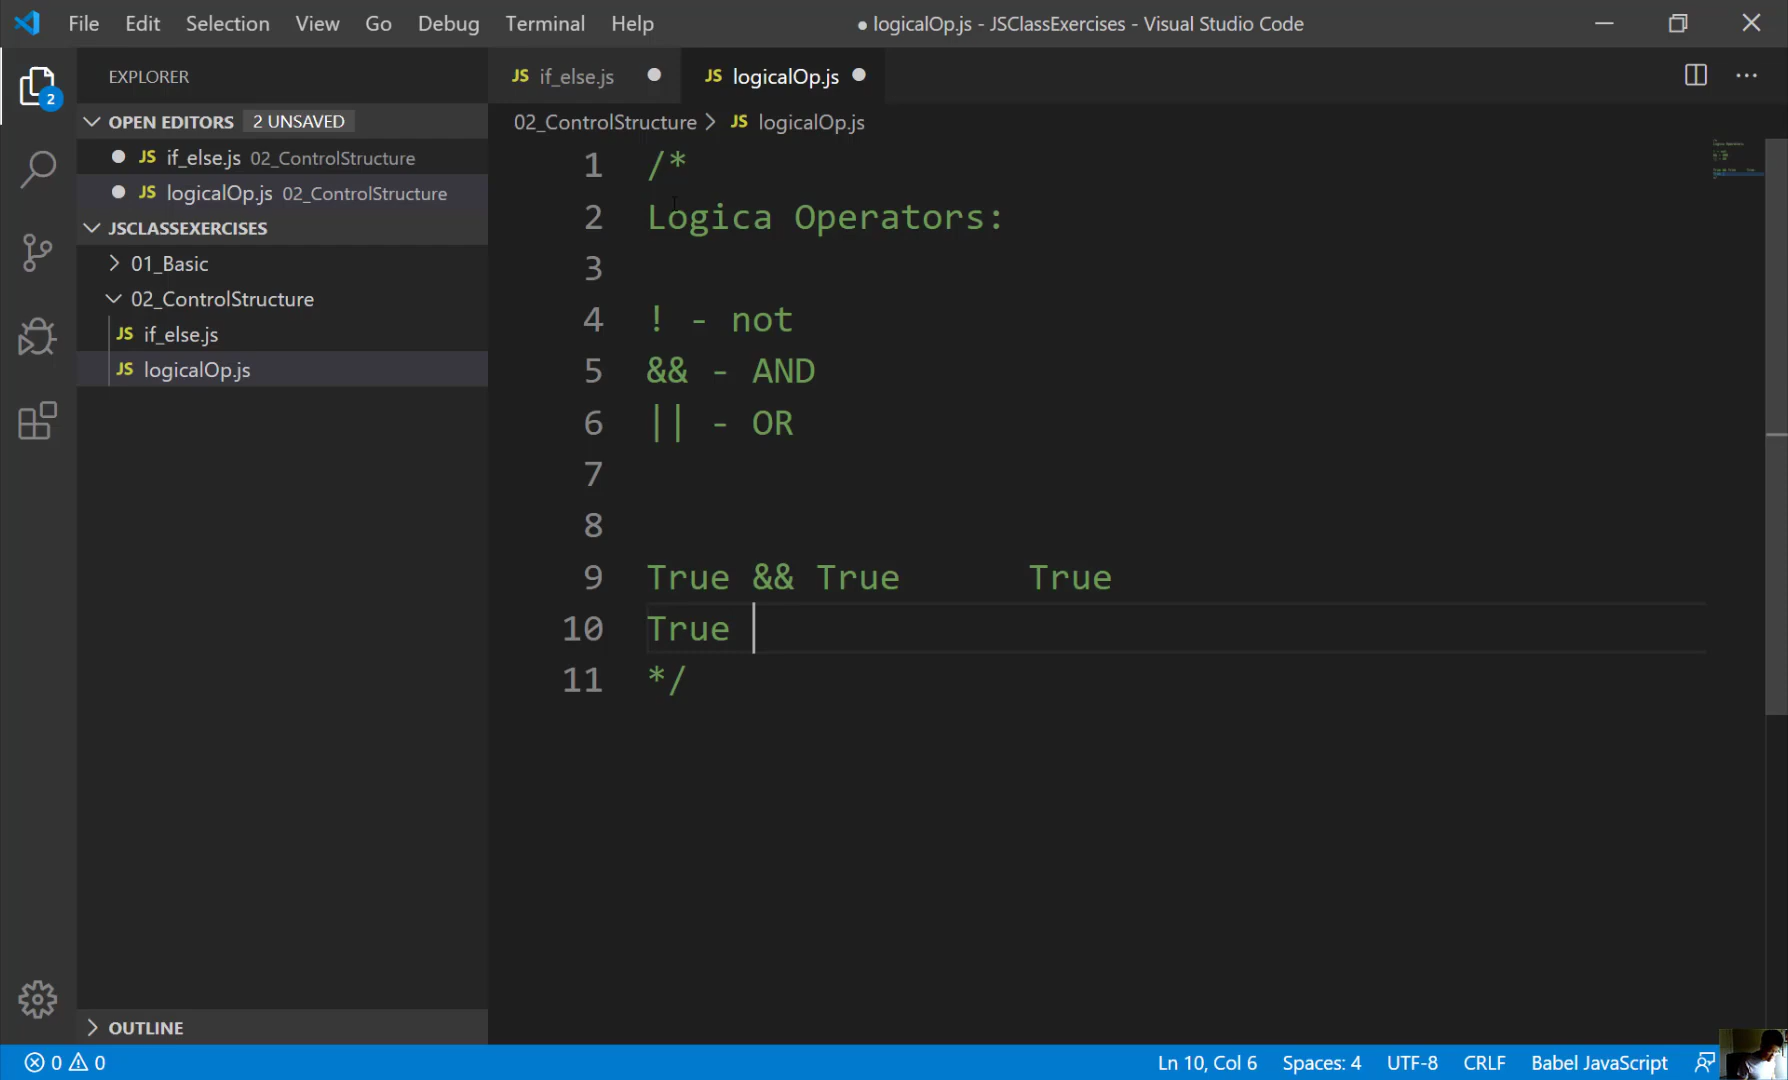 File Edit Selection View Go Debug Terminal Help ● logicalOp.js - JSClassExercises - Visual Studio Code
EXPLORER
JS if_else.js JS logicalOp.js
OPEN EDITORS 2 UNSAVED
02_ControlStructure > JS logicalOp.js
JS if_else.js 02_ControlStructure
JS logicalOp.js 02_ControlStructure
JSCLASSEXERCISES
01_Basic
02_ControlStructure
JS if_else.js
JS logicalOp.js
2
1 /*
2 Logica Operators:
3
4 ! - not
5 && - AND
6 || - OR
7
8
9 True && True True
10 True
11 */
OUTLINE
0 0 Ln 10, Col 6 Spaces: 4 UTF-8 CRLF Babel JavaScript